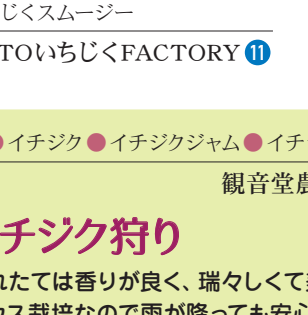 じくスムージー
TOいちじくFACTORY 11
●イチジク●イチジクジャム●イチ
観音堂
チジク狩り
れたては香りが良く、瑞々しくて
ス栽培なので雨が降っても安心